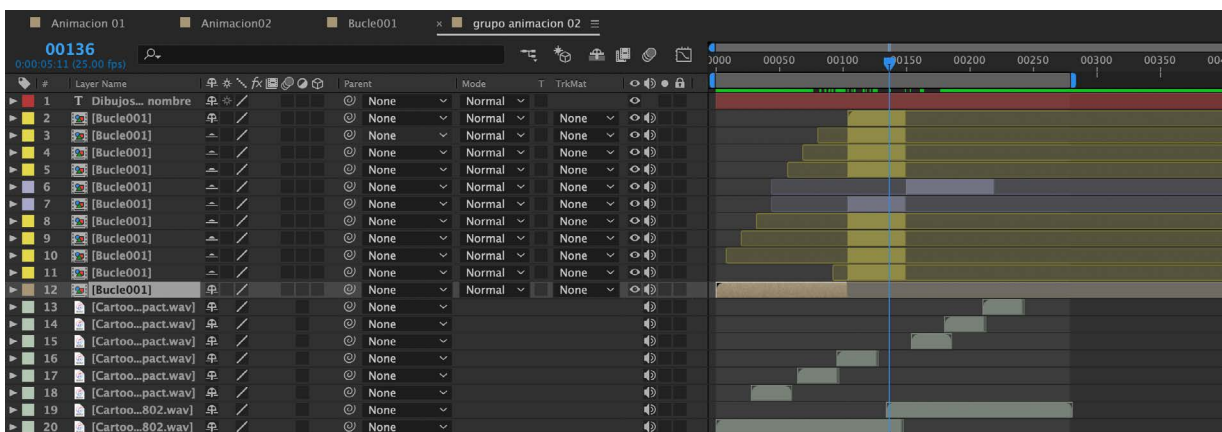 Animacion 01 Animacion02 Bucle001 × grupo animacion 02
00136
0:00:05:11 (25.00 fps)
0000 00050 00100 00150 00200 00250 00300 00350 004
# Layer Name fx Parent Mode T TrkMat
1 T Dibujos... nombre None Normal
2 [Bucle001] None Normal None
3 [Bucle001] None Normal None
4 [Bucle001] None Normal None
5 [Bucle001] None Normal None
6 [Bucle001] None Normal None
7 [Bucle001] None Normal None
8 [Bucle001] None Normal None
9 [Bucle001] None Normal None
10 [Bucle001] None Normal None
11 [Bucle001] None Normal None
12 [Bucle001] None Normal None
13 [Cartoo...pact.wav] None
14 [Cartoo...pact.wav] None
15 [Cartoo...pact.wav] None
16 [Cartoo...pact.wav] None
17 [Cartoo...pact.wav] None
18 [Cartoo...pact.wav] None
19 [Cartoo...802.wav] None
20 [Cartoo...802.wav] None